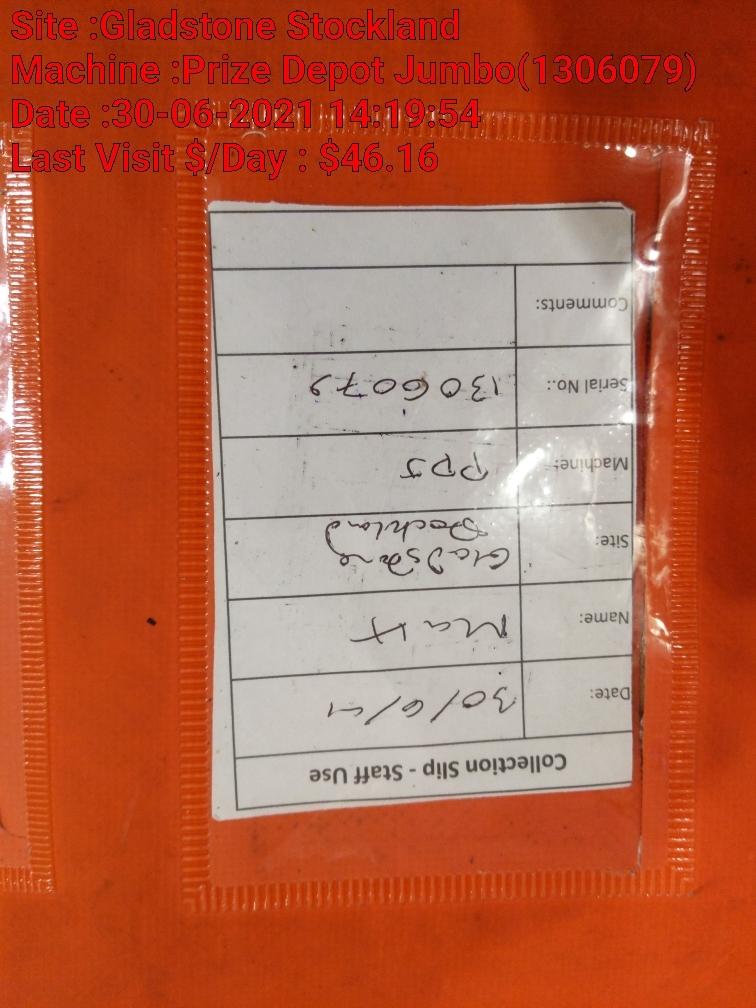 Site :Gladstone Stockland
Machine :Prize Depot Jumbo(1306079)
Date :30-06-2021 14:19:54
Last Visit $/Day : $46.16
Collection Slip - Staff Use
Date: 30/6/21
Name: Matt
Site: Gladstone
Stockland
Machine: PDJ
Serial No.: 1306079
Comments: